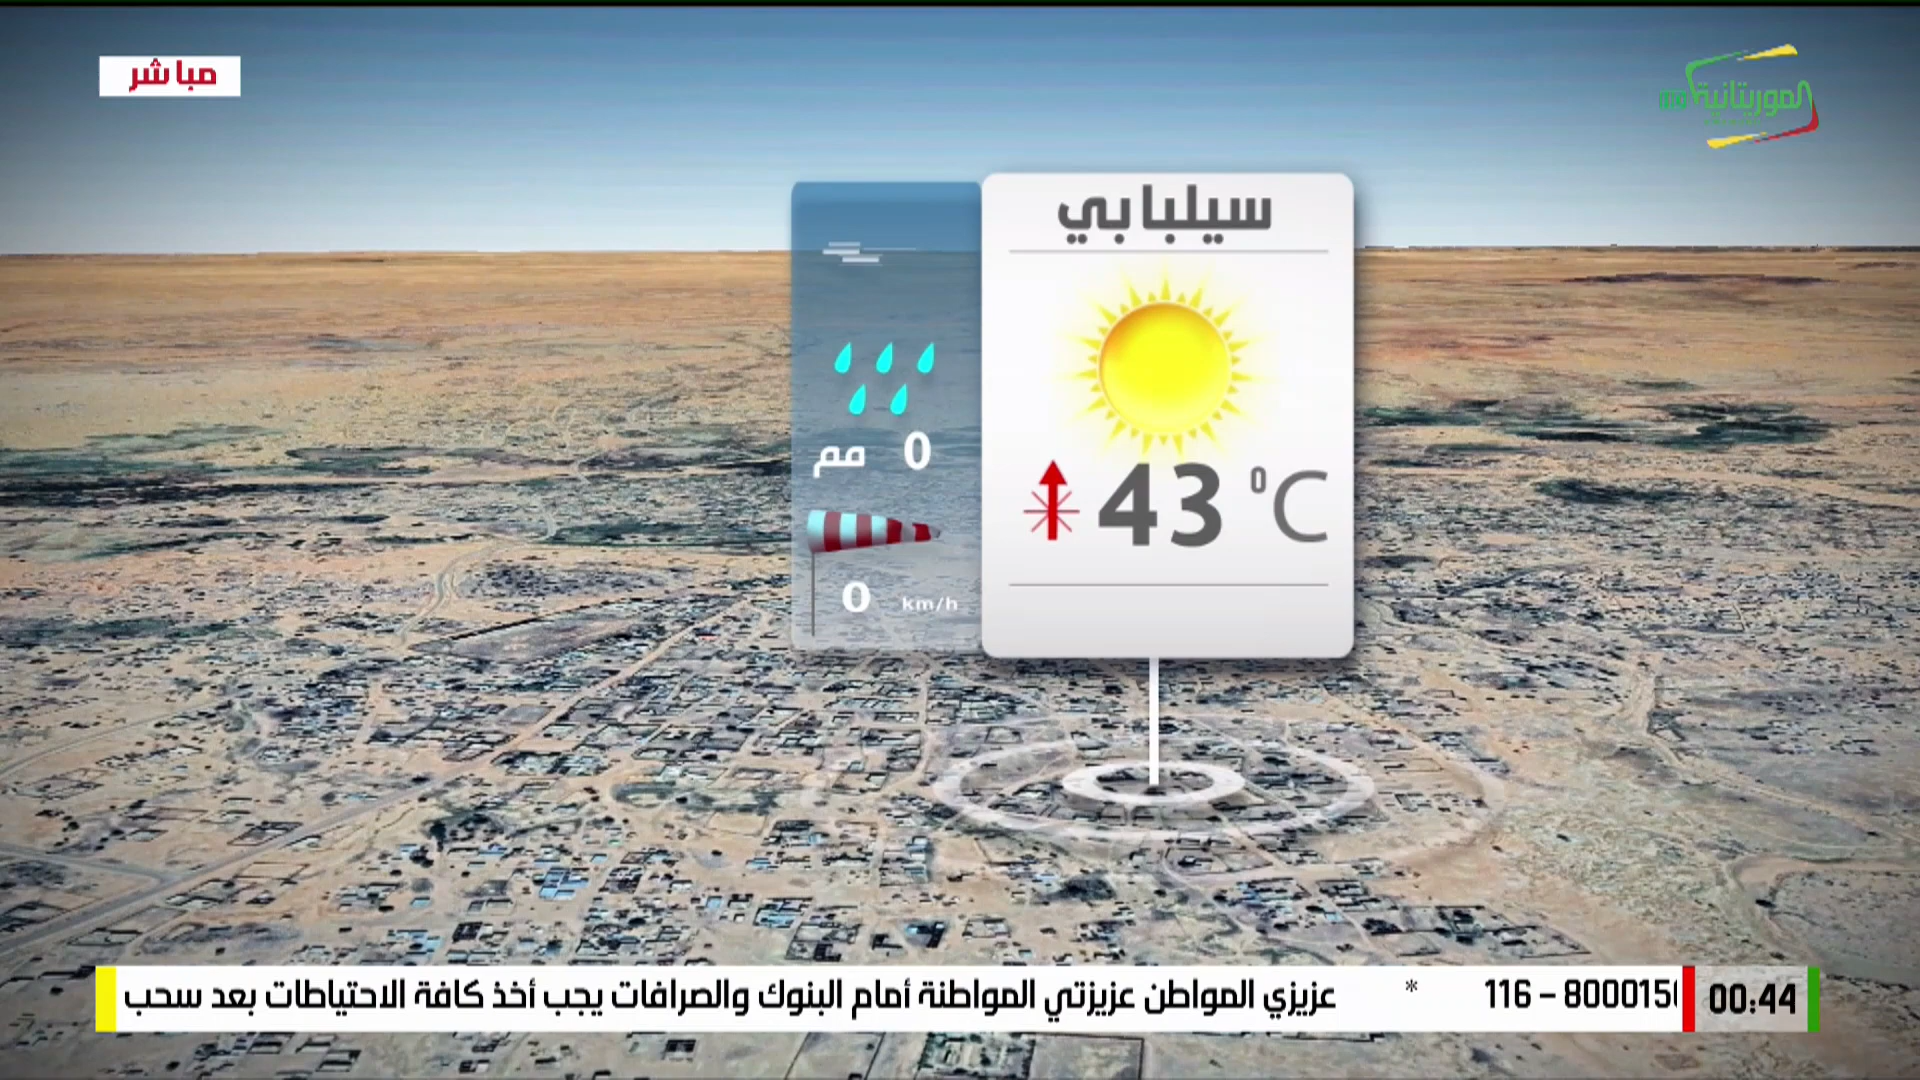 مباشر
الموريتانية
سيلبابي
43 °C
0 مم
0 km/h
116 – 800015
* عزيزي المواطن عزيزتي المواطنة أمام البنوك والصرافات يجب أخذ كافة الاحتياطات بعد سحب
00:44